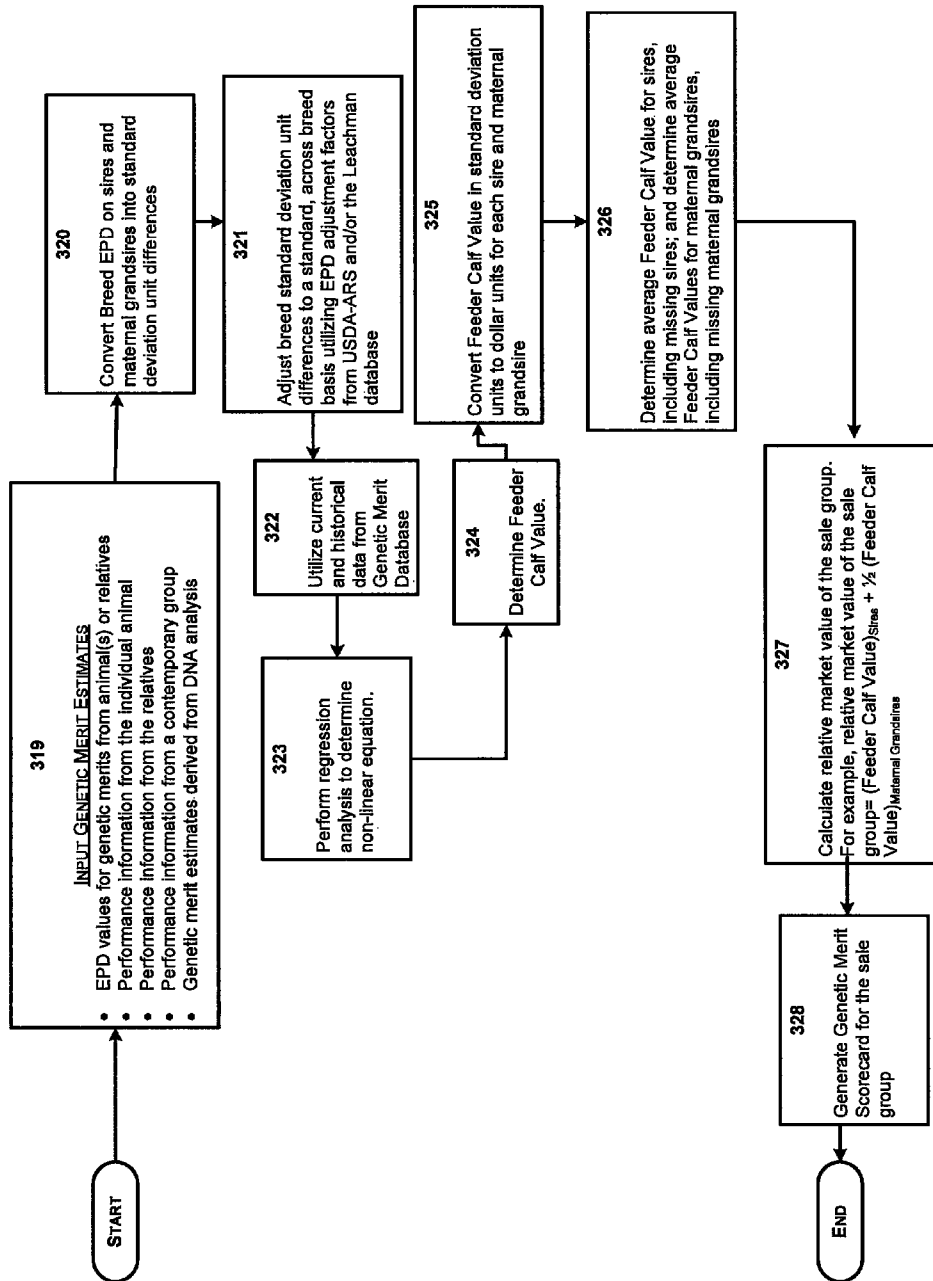 START
319
INPUT GENETIC MERIT ESTIMATES
• EPD values for genetic merits from animal(s) or relatives
• Performance information from the individual animal
• Performance information from the relatives
• Performance information from a contemporary group
• Genetic merit estimates derived from DNA analysis
320
Convert Breed EPD on sires and
maternal grandsires into standard
deviation unit differences
321
Adjust breed standard deviation unit
differences to a standard, across breed
basis utilizing EPD adjustment factors
from USDA-ARS and/or the Leachman
database
322
Utilize current
and historical
data from
Genetic Merit
Database
323
Perform regression
analysis to determine
non-linear equation.
324
Determine Feeder
Calf Value.
325
Convert Feeder Calf Value in standard deviation
units to dollar units for each sire and maternal
grandsire
326
Determine average Feeder Calf Value for sires,
including missing sires; and determine average
Feeder Calf Values for maternal grandsires,
including missing maternal grandsires
327
Calculate relative market value of the sale group.
For example, relative market value of the sale
group= (Feeder Calf Value)Sires + ½ (Feeder Calf
Value)Maternal Grandsires
328
Generate Genetic Merit
Scorecard for the sale
group
END